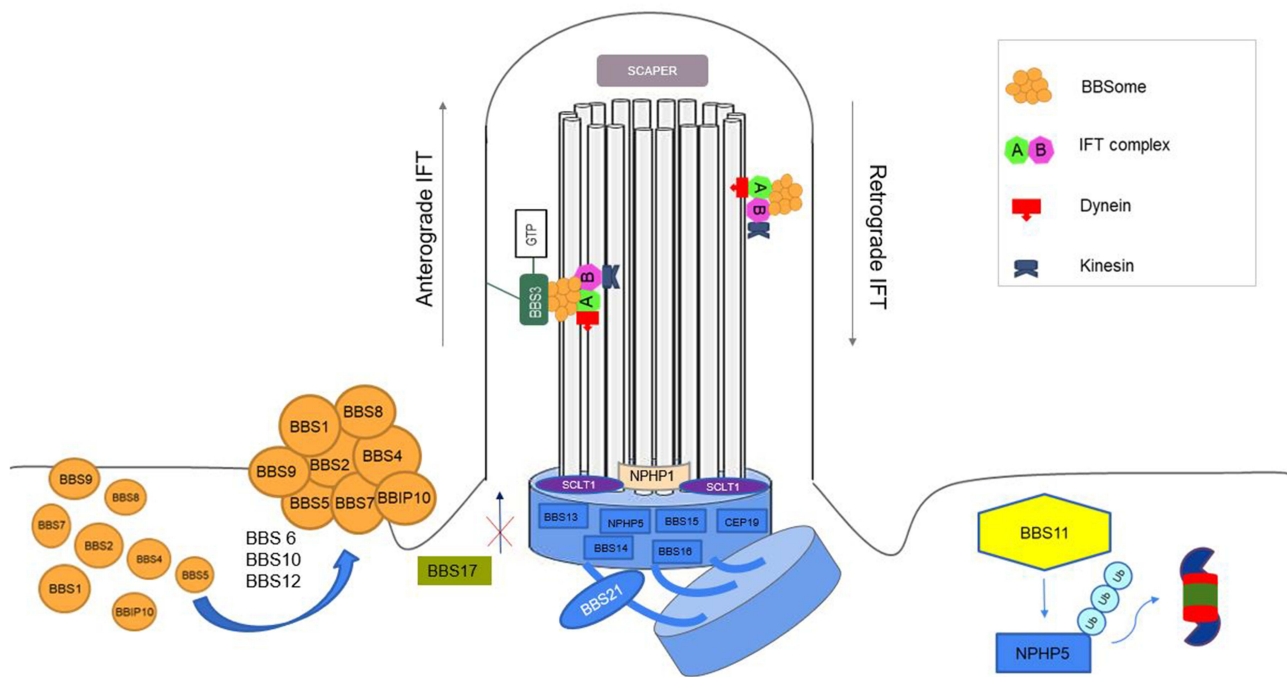 SCAPER
BBSome
A B
IFT complex
Dynein
Kinesin
Anterograde IFT
Retrograde IFT
GTP
BBS3
B
A
A
B
BBS1
BBS8
BBS9
BBS2
BBS4
BBS5
BBS7
BBIP10
BBS9
BBS8
BBS7
BBS2
BBS4
BBS1
BBS5
BBIP10
BBS 6
BBS10
BBS12
BBS17
NPHP1
SCLT1
SCLT1
BBS13
NPHP5
BBS15
CEP19
BBS14
BBS16
BBS21
BBS11
Ub
Ub
Ub
NPHP5